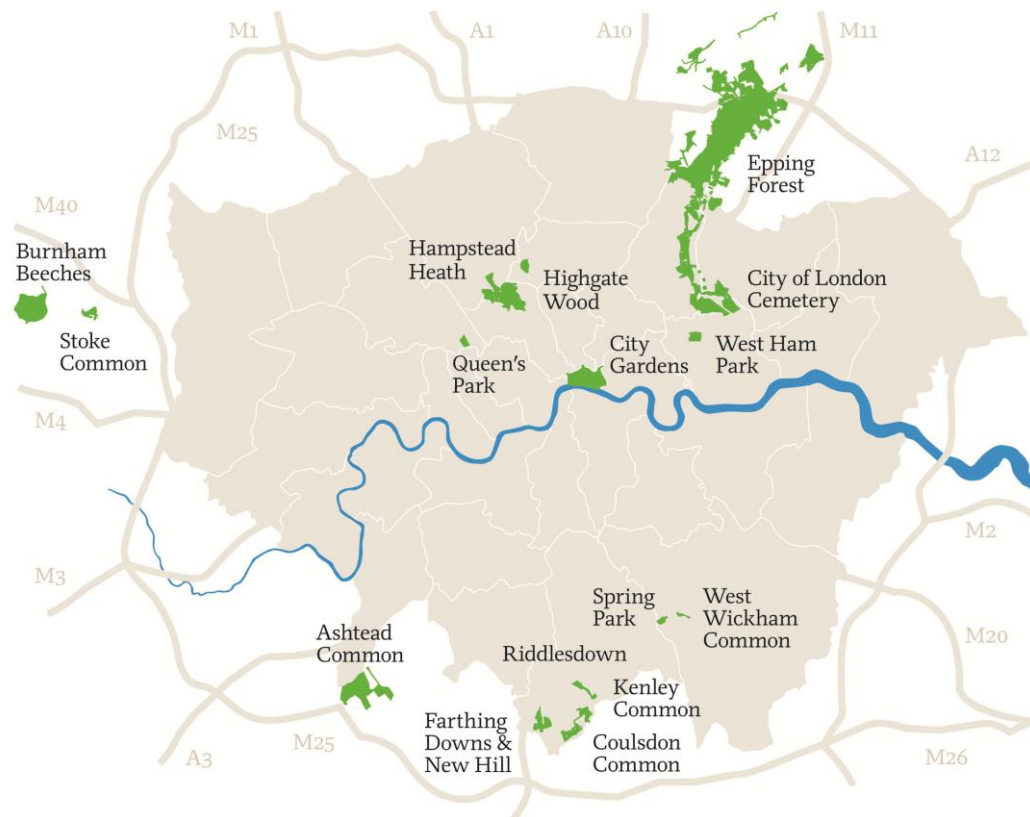 M1
A1
A10
M11
M25
A12
Epping
Forest
M40
Burnham
Beeches
Hampstead
Heath
Highgate
Wood
City of London
Cemetery
Stoke
Common
Queen's
Park
City
Gardens
West Ham
Park
M4
M2
M3
Spring
Park
West
Wickham
Common
M20
Ashtead
Common
Riddlesdown
Kenley
Common
Farthing
Downs &
New Hill
Coulsdon
Common
M25
A3
M26